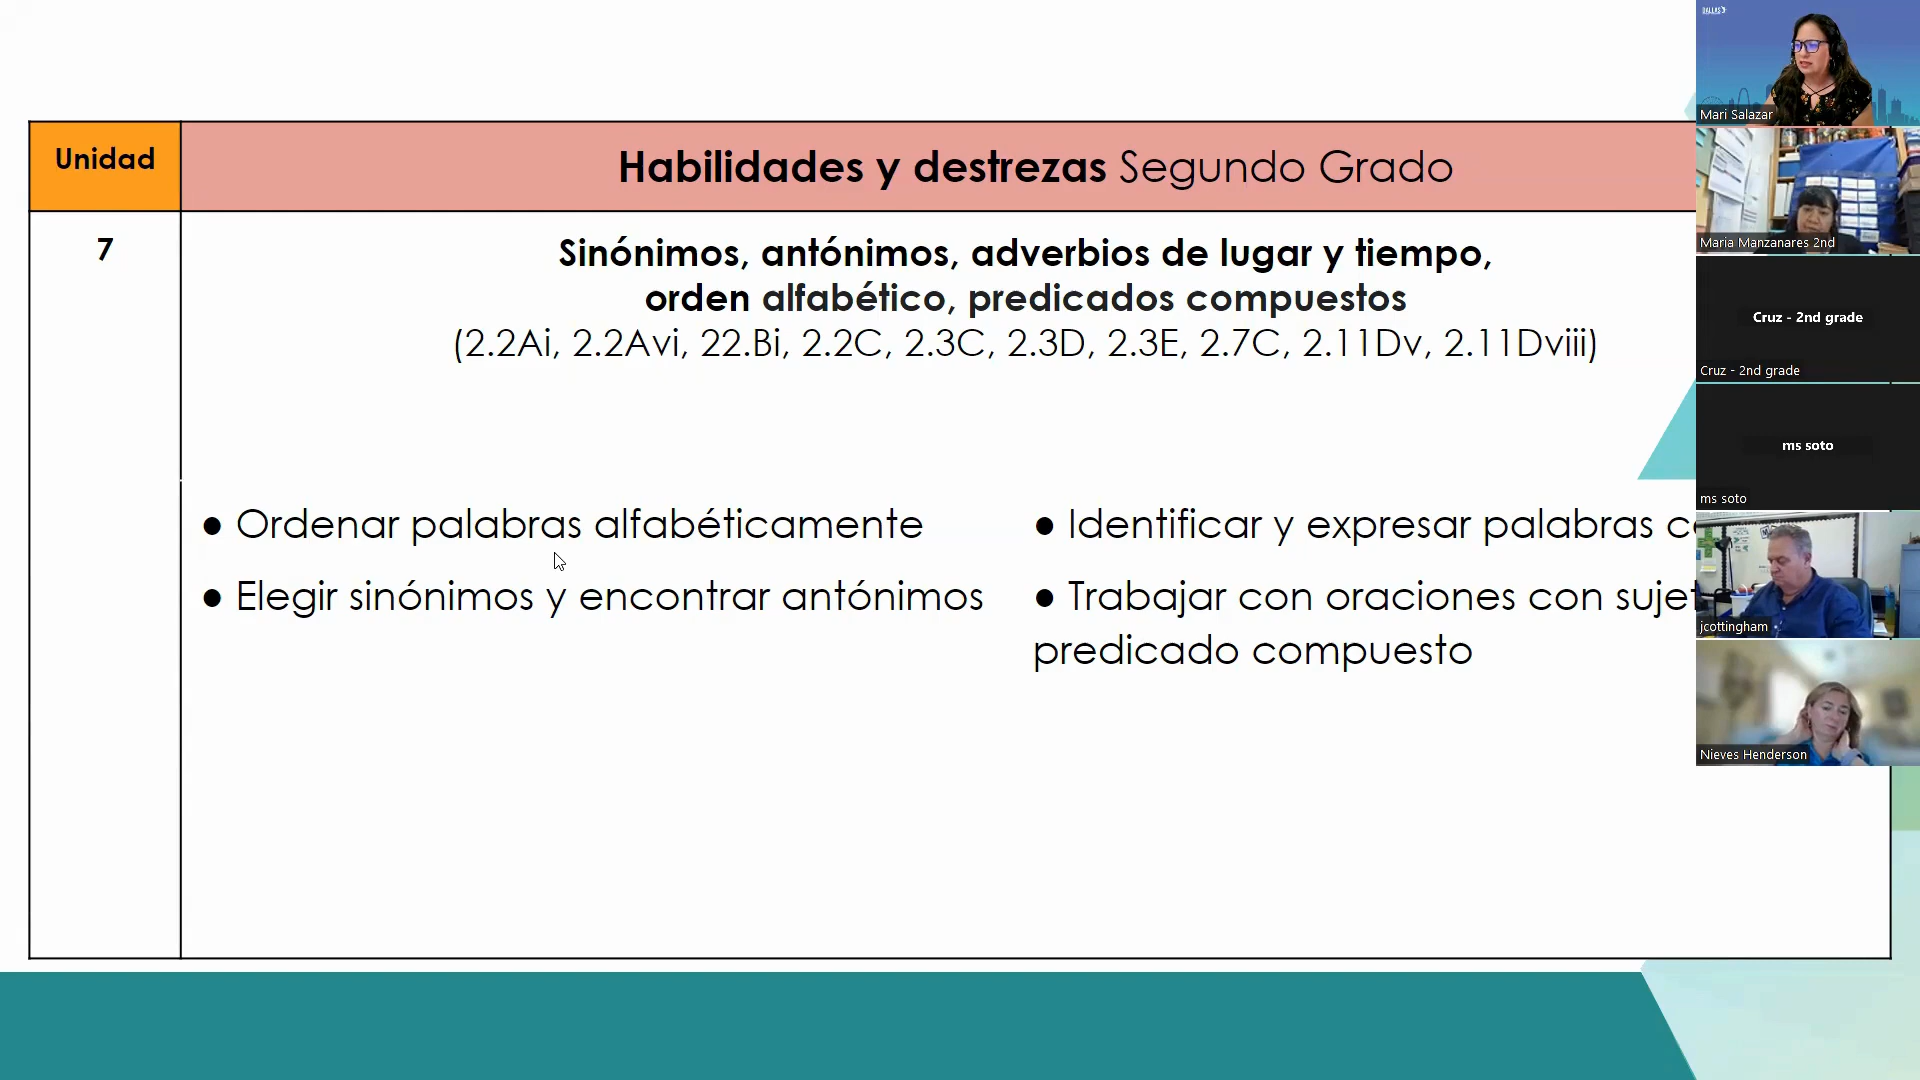 Unidad
Habilidades y destrezas Segundo Grado
7
Sinónimos, antónimos, adverbios de lugar y tiempo,
orden alfabético, predicados compuestos
(2.2Ai, 2.2Avi, 22.Bi, 2.2C, 2.3C, 2.3D, 2.3E, 2.7C, 2.11Dv, 2.11Dviii)
● Ordenar palabras alfabéticamente
● Elegir sinónimos y encontrar antónimos
● Identificar y expresar palabras
● Trabajar con oraciones con
predicado compuesto
DALLAS
Mari Salazar
Maria Manzanares 2nd
Cruz - 2nd grade
Cruz - 2nd grade
ms soto
ms soto
jcottingham
Nieves Henderson